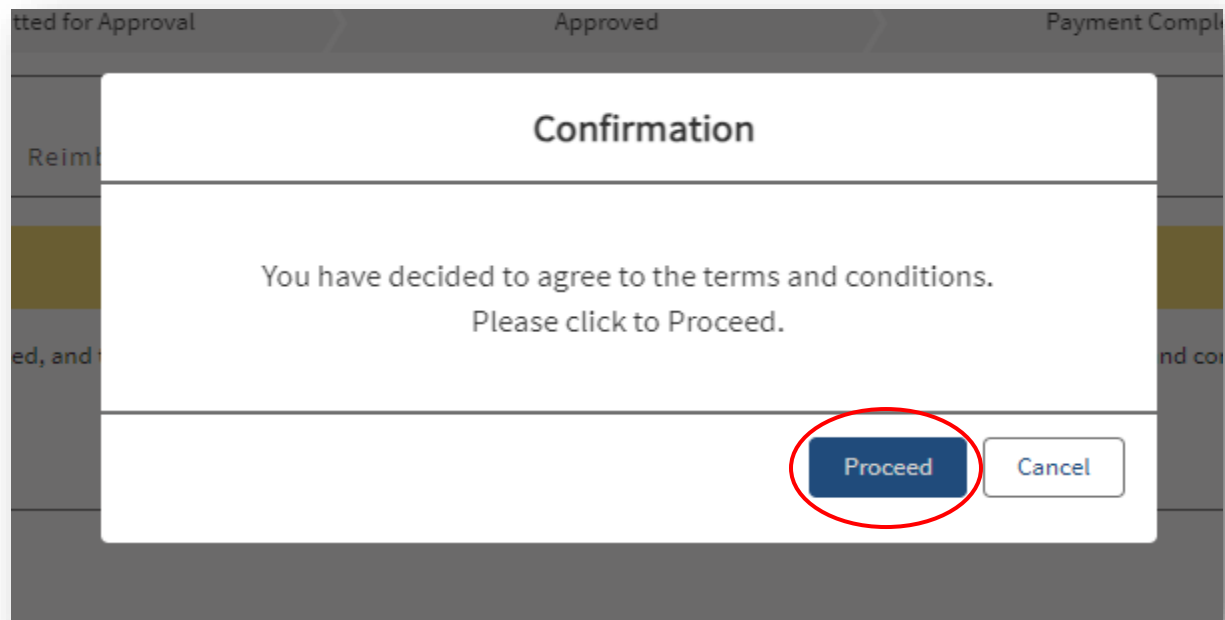 tted for Approval Approved Payment Comple
Confirmation
Reimb
You have decided to agree to the terms and conditions.
Please click to Proceed.
ed, and nd cor
Proceed Cancel